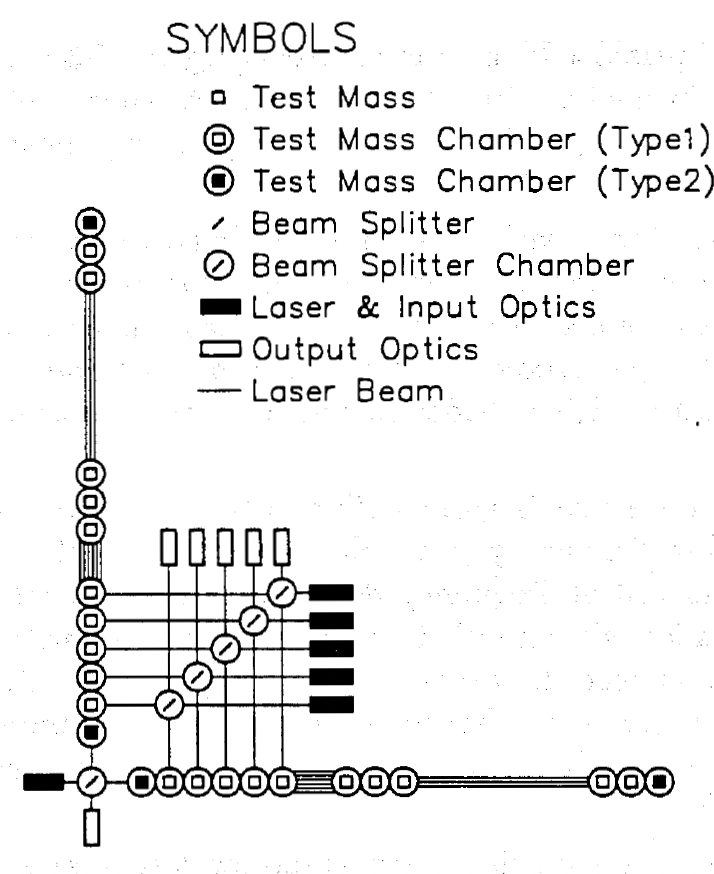 SYMBOLS
Test Mass
Test Mass Chamber (Type1)
Test Mass Chamber (Type2)
Beam Splitter
Beam Splitter Chamber
Laser & Input Optics
Output Optics
Laser Beam